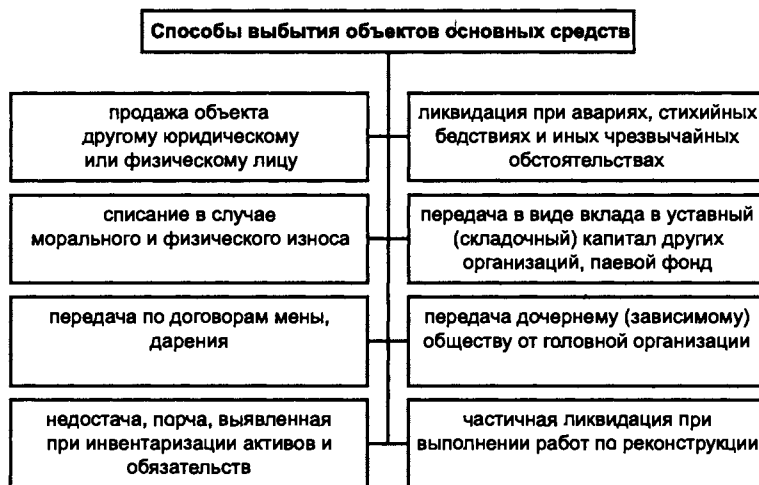 Способы выбытия объектов основных средств
продажа объекта
другому юридическому
или физическому лицу
ликвидация при авариях, стихийных
бедствиях и иных чрезвычайных
обстоятельствах
списание в случае
морального и физического износа
передача в виде вклада в уставный
(складочный) капитал других
организаций, паевой фонд
передача по договорам мены,
дарения
передача дочернему (зависимому)
обществу от головной организации
недостача, порча, выявленная
при инвентаризации активов и
обязательств
частичная ликвидация при
выполнении работ по реконструкции